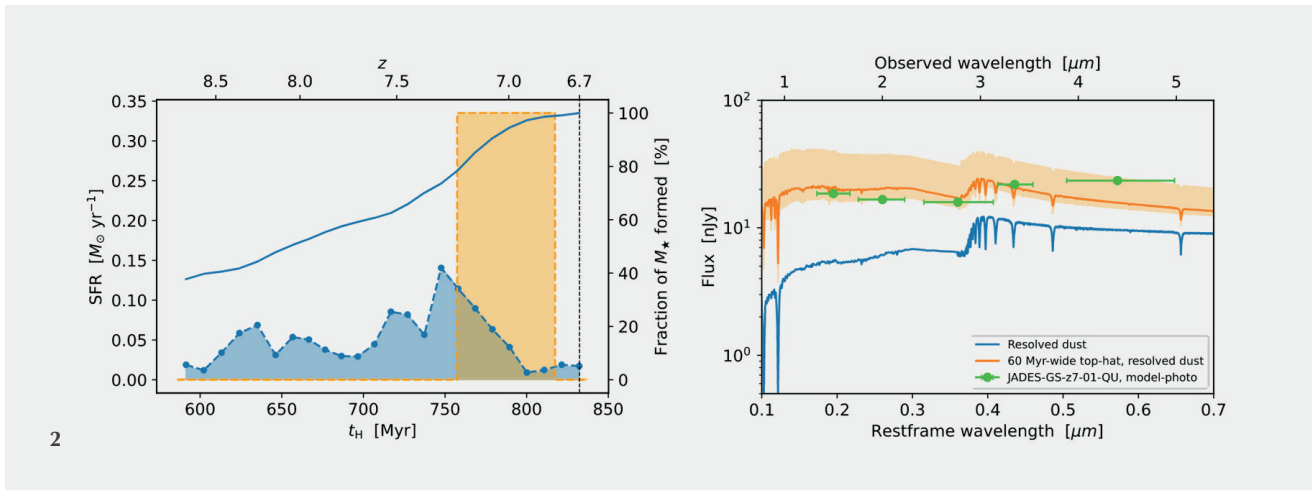 z
8.5 8.0 7.5 7.0 6.7
0.35
0.30
0.25
0.20
0.15
0.10
0.05
0.00
SFR [M⊙ yr⁻¹]
100
80
60
40
20
0
Fraction of M★ formed [%]
600 650 700 750 800 850
tH [Myr]
2
Observed wavelength [μm]
1 2 3 4 5
10²
10¹
10⁰
Flux [nJy]
Resolved dust
60 Myr-wide top-hat, resolved dust
JADES-GS-z7-01-QU, model-photo
0.1 0.2 0.3 0.4 0.5 0.6 0.7
Restframe wavelength [μm]